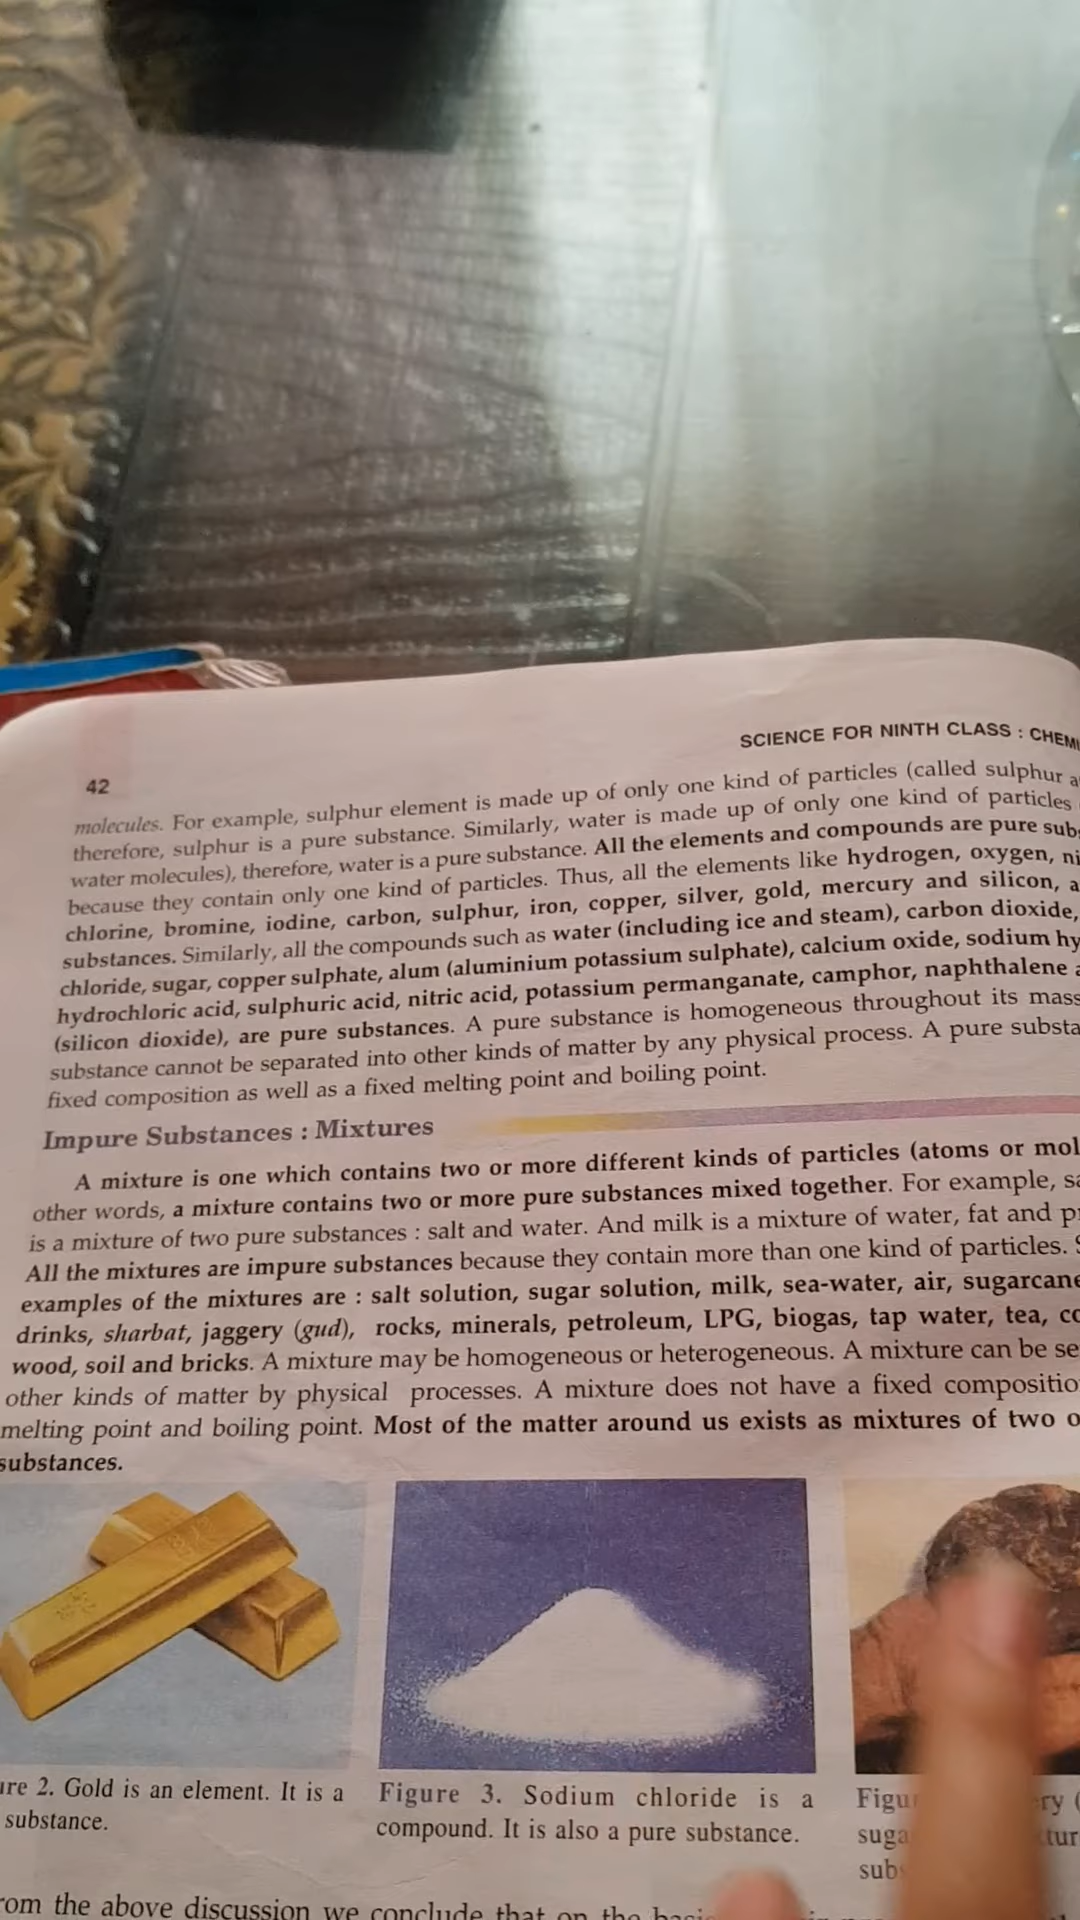 SCIENCE FOR NINTH CLASS : CHEMI
42
molecules. For example, sulphur element is made up of only one kind of particles (called sulphur a
therefore, sulphur is a pure substance. Similarly, water is made up of only one kind of particles
water molecules), therefore, water is a pure substance. All the elements and compounds are pure sub
because they contain only one kind of particles. Thus, all the elements like hydrogen, oxygen, ni
chlorine, bromine, iodine, carbon, sulphur, iron, copper, silver, gold, mercury and silicon, a
substances. Similarly, all the compounds such as water (including ice and steam), carbon dioxide,
chloride, sugar, copper sulphate, alum (aluminium potassium sulphate), calcium oxide, sodium hy
hydrochloric acid, sulphuric acid, nitric acid, potassium permanganate, camphor, naphthalene a
(silicon dioxide), are pure substances. A pure substance is homogeneous throughout its mass
substance cannot be separated into other kinds of matter by any physical process. A pure substa
fixed composition as well as a fixed melting point and boiling point.
Impure Substances : Mixtures
A mixture is one which contains two or more different kinds of particles (atoms or mol
other words, a mixture contains two or more pure substances mixed together. For example, sa
is a mixture of two pure substances : salt and water. And milk is a mixture of water, fat and p
All the mixtures are impure substances because they contain more than one kind of particles. S
examples of the mixtures are : salt solution, sugar solution, milk, sea-water, air, sugarcane
drinks, sharbat, jaggery (gud), rocks, minerals, petroleum, LPG, biogas, tap water, tea, co
wood, soil and bricks. A mixture may be homogeneous or heterogeneous. A mixture can be se
other kinds of matter by physical processes. A mixture does not have a fixed compositio
melting point and boiling point. Most of the matter around us exists as mixtures of two o
substances.
ure 2. Gold is an element. It is a
substance.
Figure 3. Sodium chloride is a
compound. It is also a pure substance.
Figu ry (
suga tur
sub
rom the above discussion we conclude that on the basi